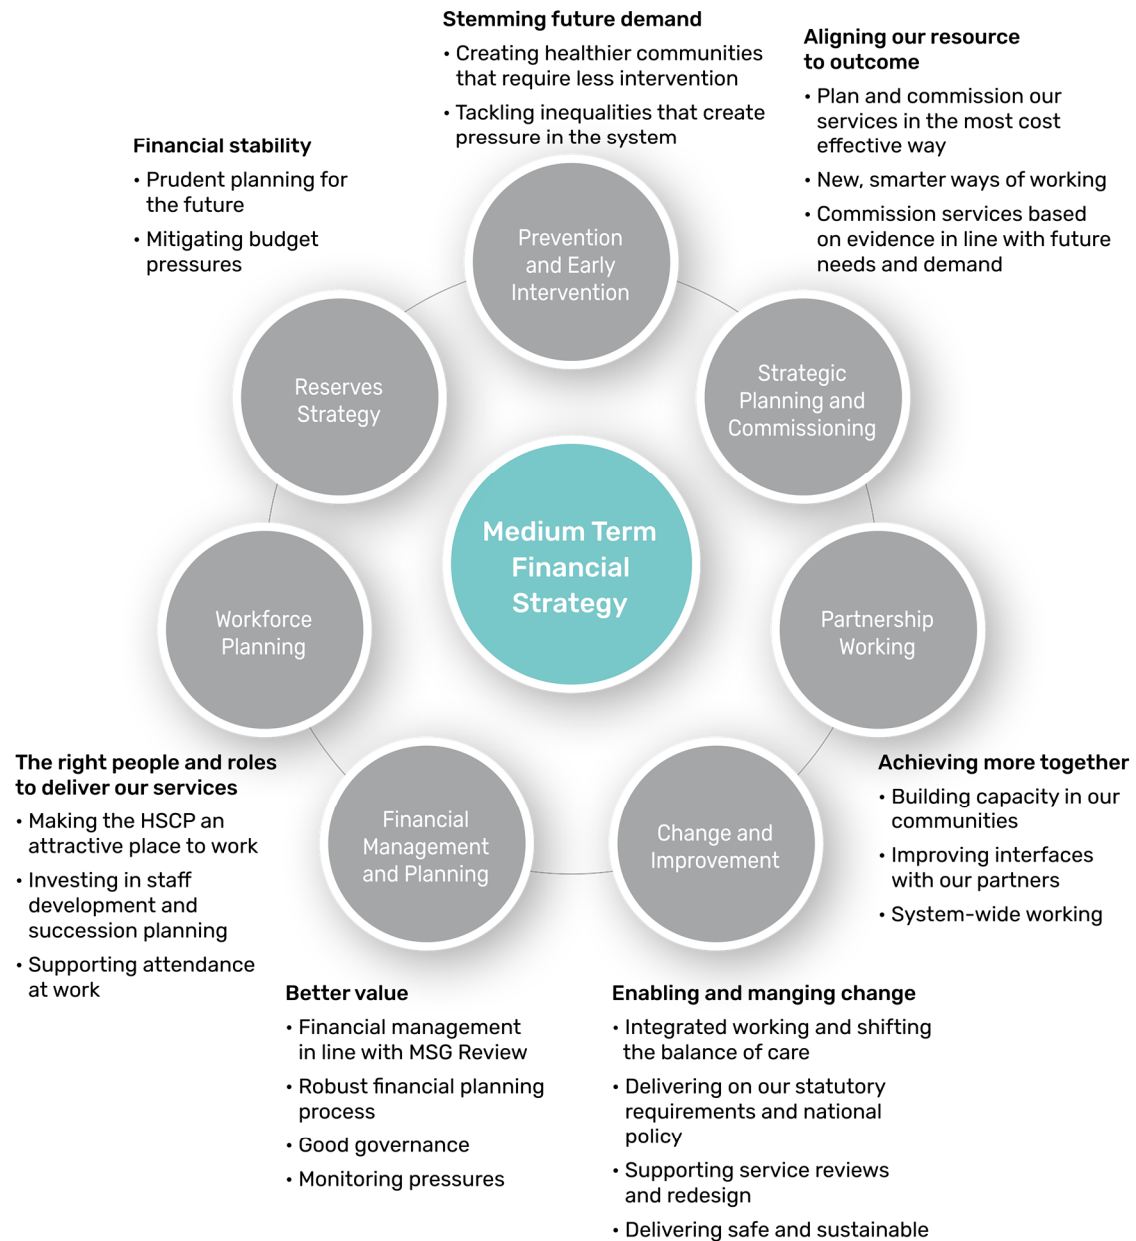 Stemming future demand
• Creating healthier communities
that require less intervention
• Tackling inequalities that create
pressure in the system
Aligning our resource
to outcome
• Plan and commission our
services in the most cost
effective way
• New, smarter ways of working
• Commission services based
on evidence in line with future
needs and demand
Financial stability
• Prudent planning for
the future
• Mitigating budget
pressures
Prevention
and Early
Intervention
Reserves
Strategy
Strategic
Planning and
Commissioning
Medium Term
Financial
Strategy
Workforce
Planning
Partnership
Working
Financial
Management
and Planning
Change and
Improvement
The right people and roles
to deliver our services
• Making the HSCP an
attractive place to work
• Investing in staff
development and
succession planning
• Supporting attendance
at work
Achieving more together
• Building capacity in our
communities
• Improving interfaces
with our partners
• System-wide working
Better value
• Financial management
in line with MSG Review
• Robust financial planning
process
• Good governance
• Monitoring pressures
Enabling and manging change
• Integrated working and shifting
the balance of care
• Delivering on our statutory
requirements and national
policy
• Supporting service reviews
and redesign
• Delivering safe and sustainable